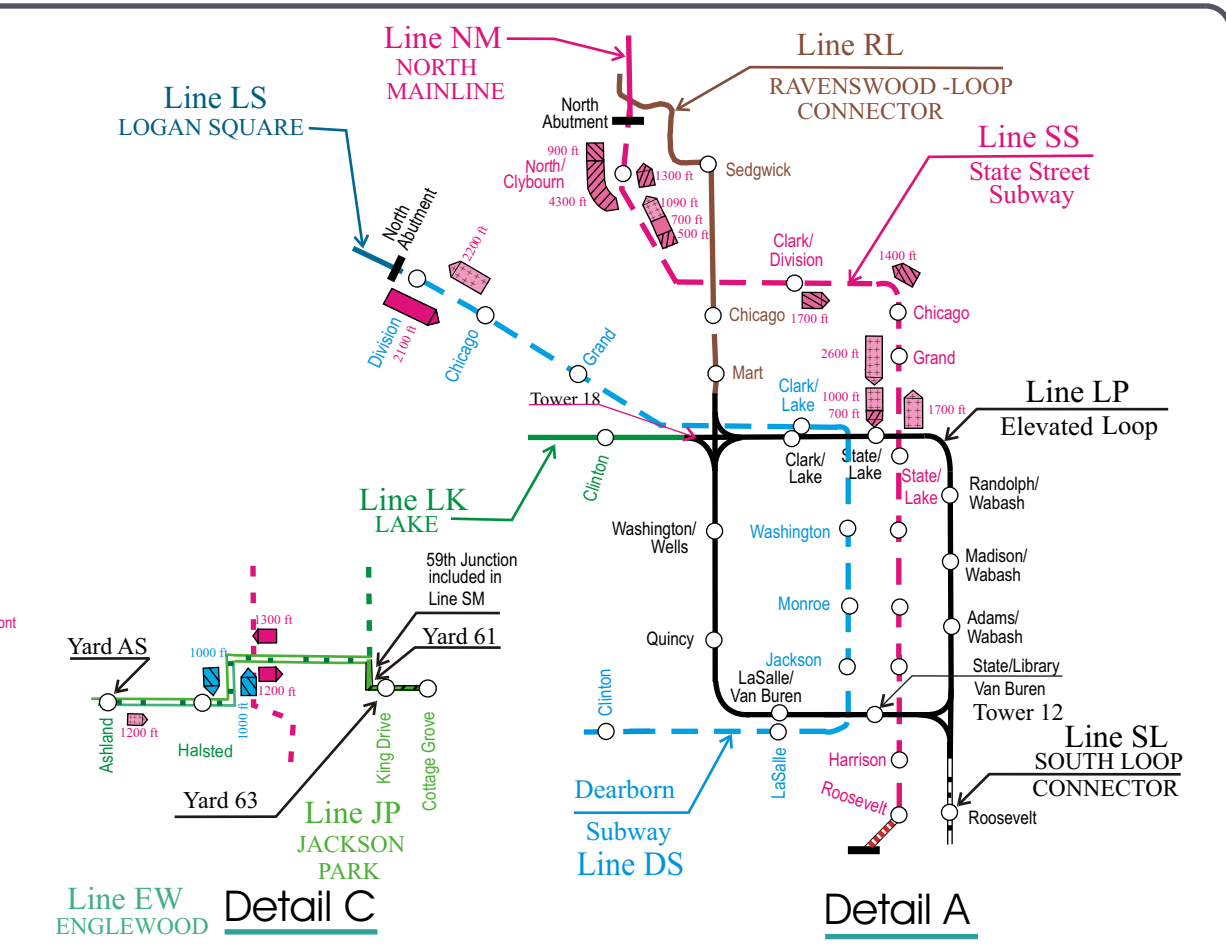 Line NM
NORTH
MAINLINE
Line RL
RAVENSWOOD -LOOP
CONNECTOR
Line LS
LOGAN SQUARE
North
Abutment
Line SS
State Street
Subway
900 ft
North/
Clybourn
4300 ft
1300 ft
1090 ft
700 ft
500 ft
Sedgwick
North
Abutment
2200 ft
Clark/
Division
1400 ft
1700 ft
Chicago
Chicago
Division
2100 ft
Chicago
Grand
2600 ft
Grand
Mart
Tower 18
Clark/
Lake
1000 ft
700 ft
1700 ft
Line LP
Elevated Loop
Clinton
Clark/
Lake
State/
Lake
State/
Lake
Randolph/
Wabash
Line LK
LAKE
Washington/
Wells
Washington
Madison/
Wabash
59th Junction
included in
Line SM
Monroe
Adams/
Wabash
ont
1300 ft
Yard 61
Quincy
Yard AS
1000 ft
1200 ft
Jackson
LaSalle/
Van Buren
State/Library
Van Buren
Tower 12
Clinton
1200 ft
1000 ft
Ashland
Halsted
King Drive
Cottage Grove
LaSalle
Harrison
Line SL
SOUTH LOOP
CONNECTOR
Yard 63
Line JP
JACKSON
PARK
Dearborn
Subway
Line DS
Roosevelt
Roosevelt
Line EW
ENGLEWOOD
Detail C
Detail A